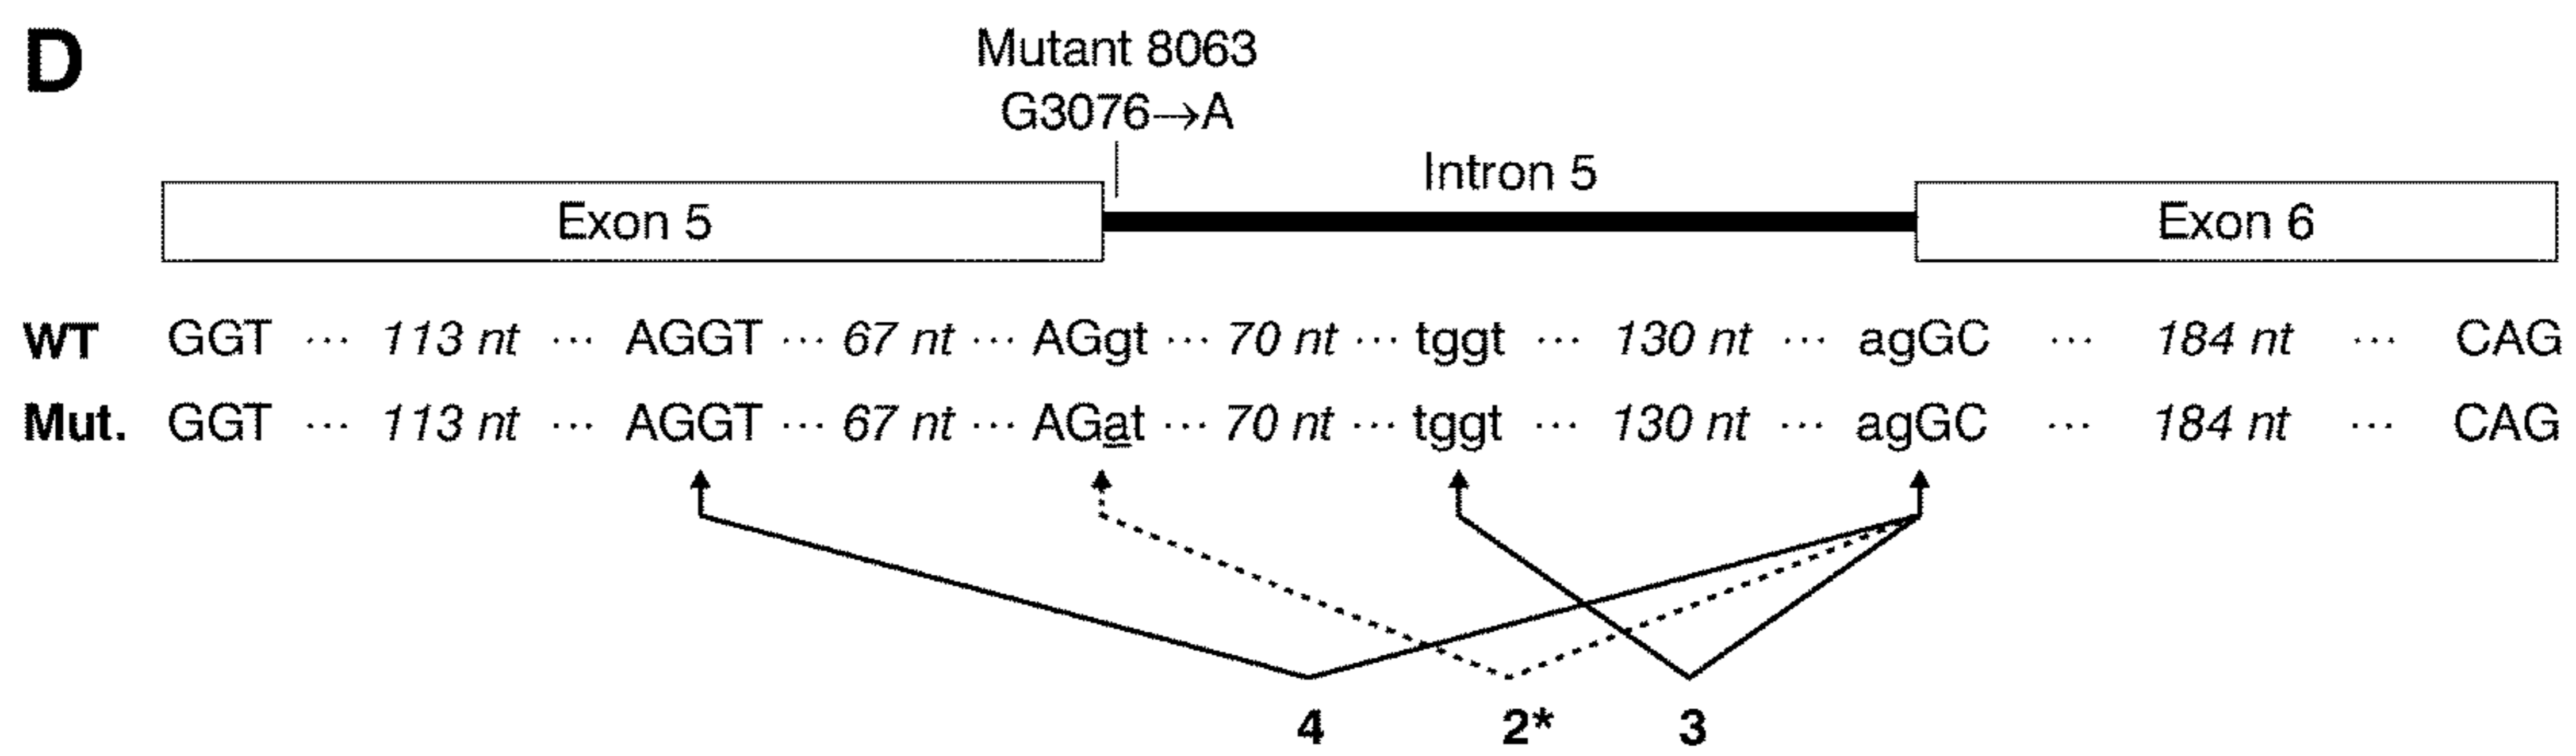 D
Mutant 8063
G3076→A
Intron 5
Exon 5
Exon 6
WT GGT ··· 113 nt ··· AGGT ··· 67 nt ··· AGgt ··· 70 nt ··· tggt ··· 130 nt ··· agGC ··· 184 nt ··· CAG
Mut. GGT ··· 113 nt ··· AGGT ··· 67 nt ··· AGat ··· 70 nt ··· tggt ··· 130 nt ··· agGC ··· 184 nt ··· CAG
4 2* 3